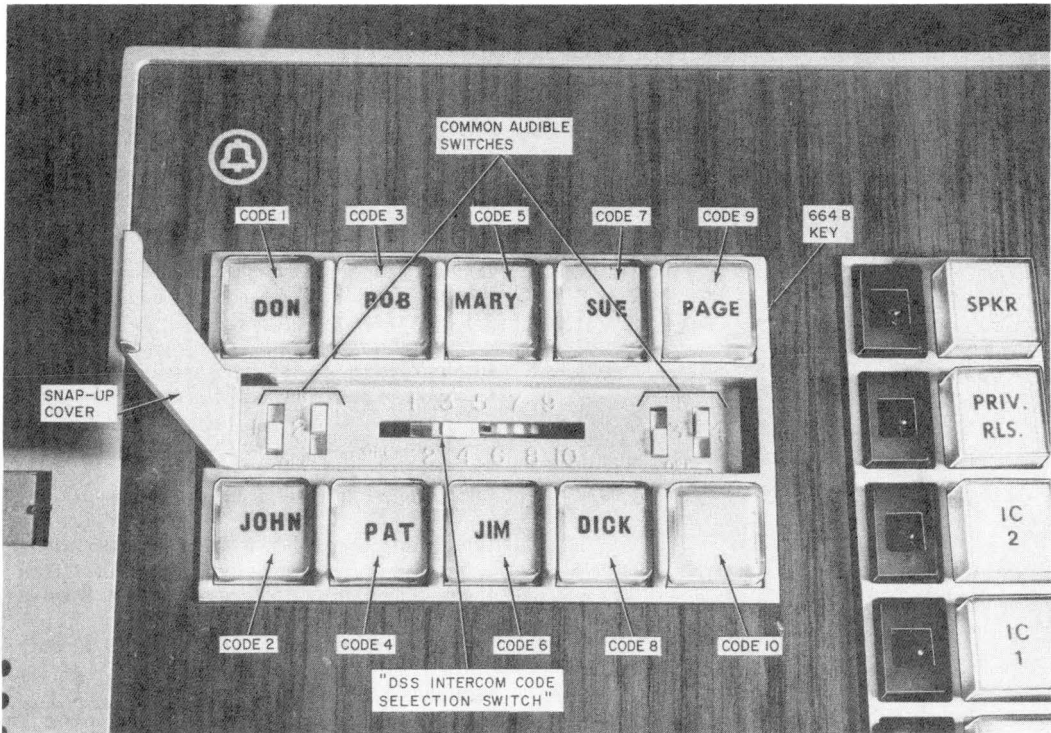 COMMON AUDIBLE
SWITCHES
CODE 1
CODE 3
CODE 5
CODE 7
CODE 9
664 B
KEY
DON
BOB
MARY
SUE
PAGE
SPKR
SNAP-UP
COVER
1 3 5 7 9
2 4 6 8 10
PRIV.
RLS.
JOHN
PAT
JIM
DICK
IC
2
CODE 2
CODE 4
CODE 6
CODE 8
CODE 10
IC
1
"DSS INTERCOM CODE
SELECTION SWITCH"